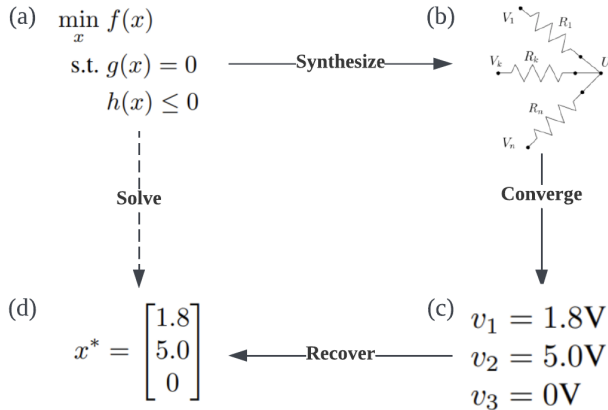 (a)
min f(x)
x
s.t. g(x) = 0
h(x) ≤ 0
Synthesize
(b)
V₁
R₁
Vₖ
Rₖ
U
Rₙ
Vₙ
Solve
Converge
(d)
x* = [1.8
5.0
0]
Recover
(c)
v₁ = 1.8V
v₂ = 5.0V
v₃ = 0V